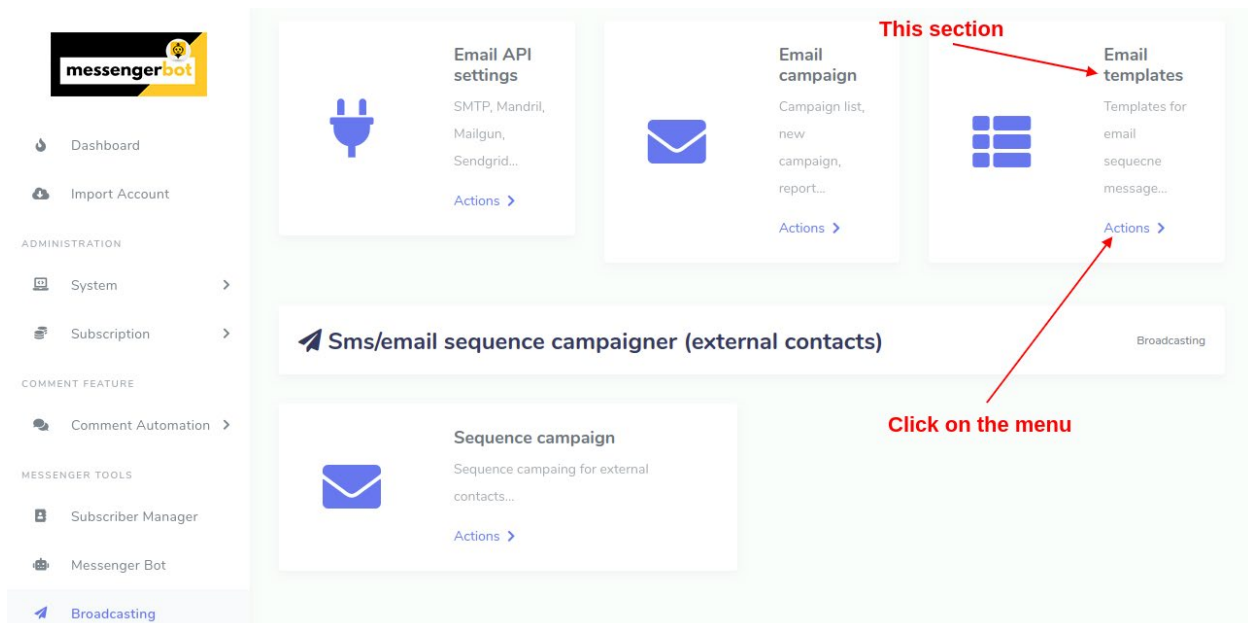 messengerbot
Dashboard
Import Account
ADMINISTRATION
System
Subscription
COMMENT FEATURE
Comment Automation
MESSENGER TOOLS
Subscriber Manager
Messenger Bot
Broadcasting
Email API
settings
SMTP, Mandril,
Mailgun,
Sendgrid...
Actions
Email
campaign
Campaign list,
new
campaign,
report...
Actions
This section
Email
templates
Templates for
email
sequecne
message...
Actions
Sms/email sequence campaigner (external contacts)
Broadcasting
Click on the menu
Sequence campaign
Sequence campaing for external
contacts...
Actions